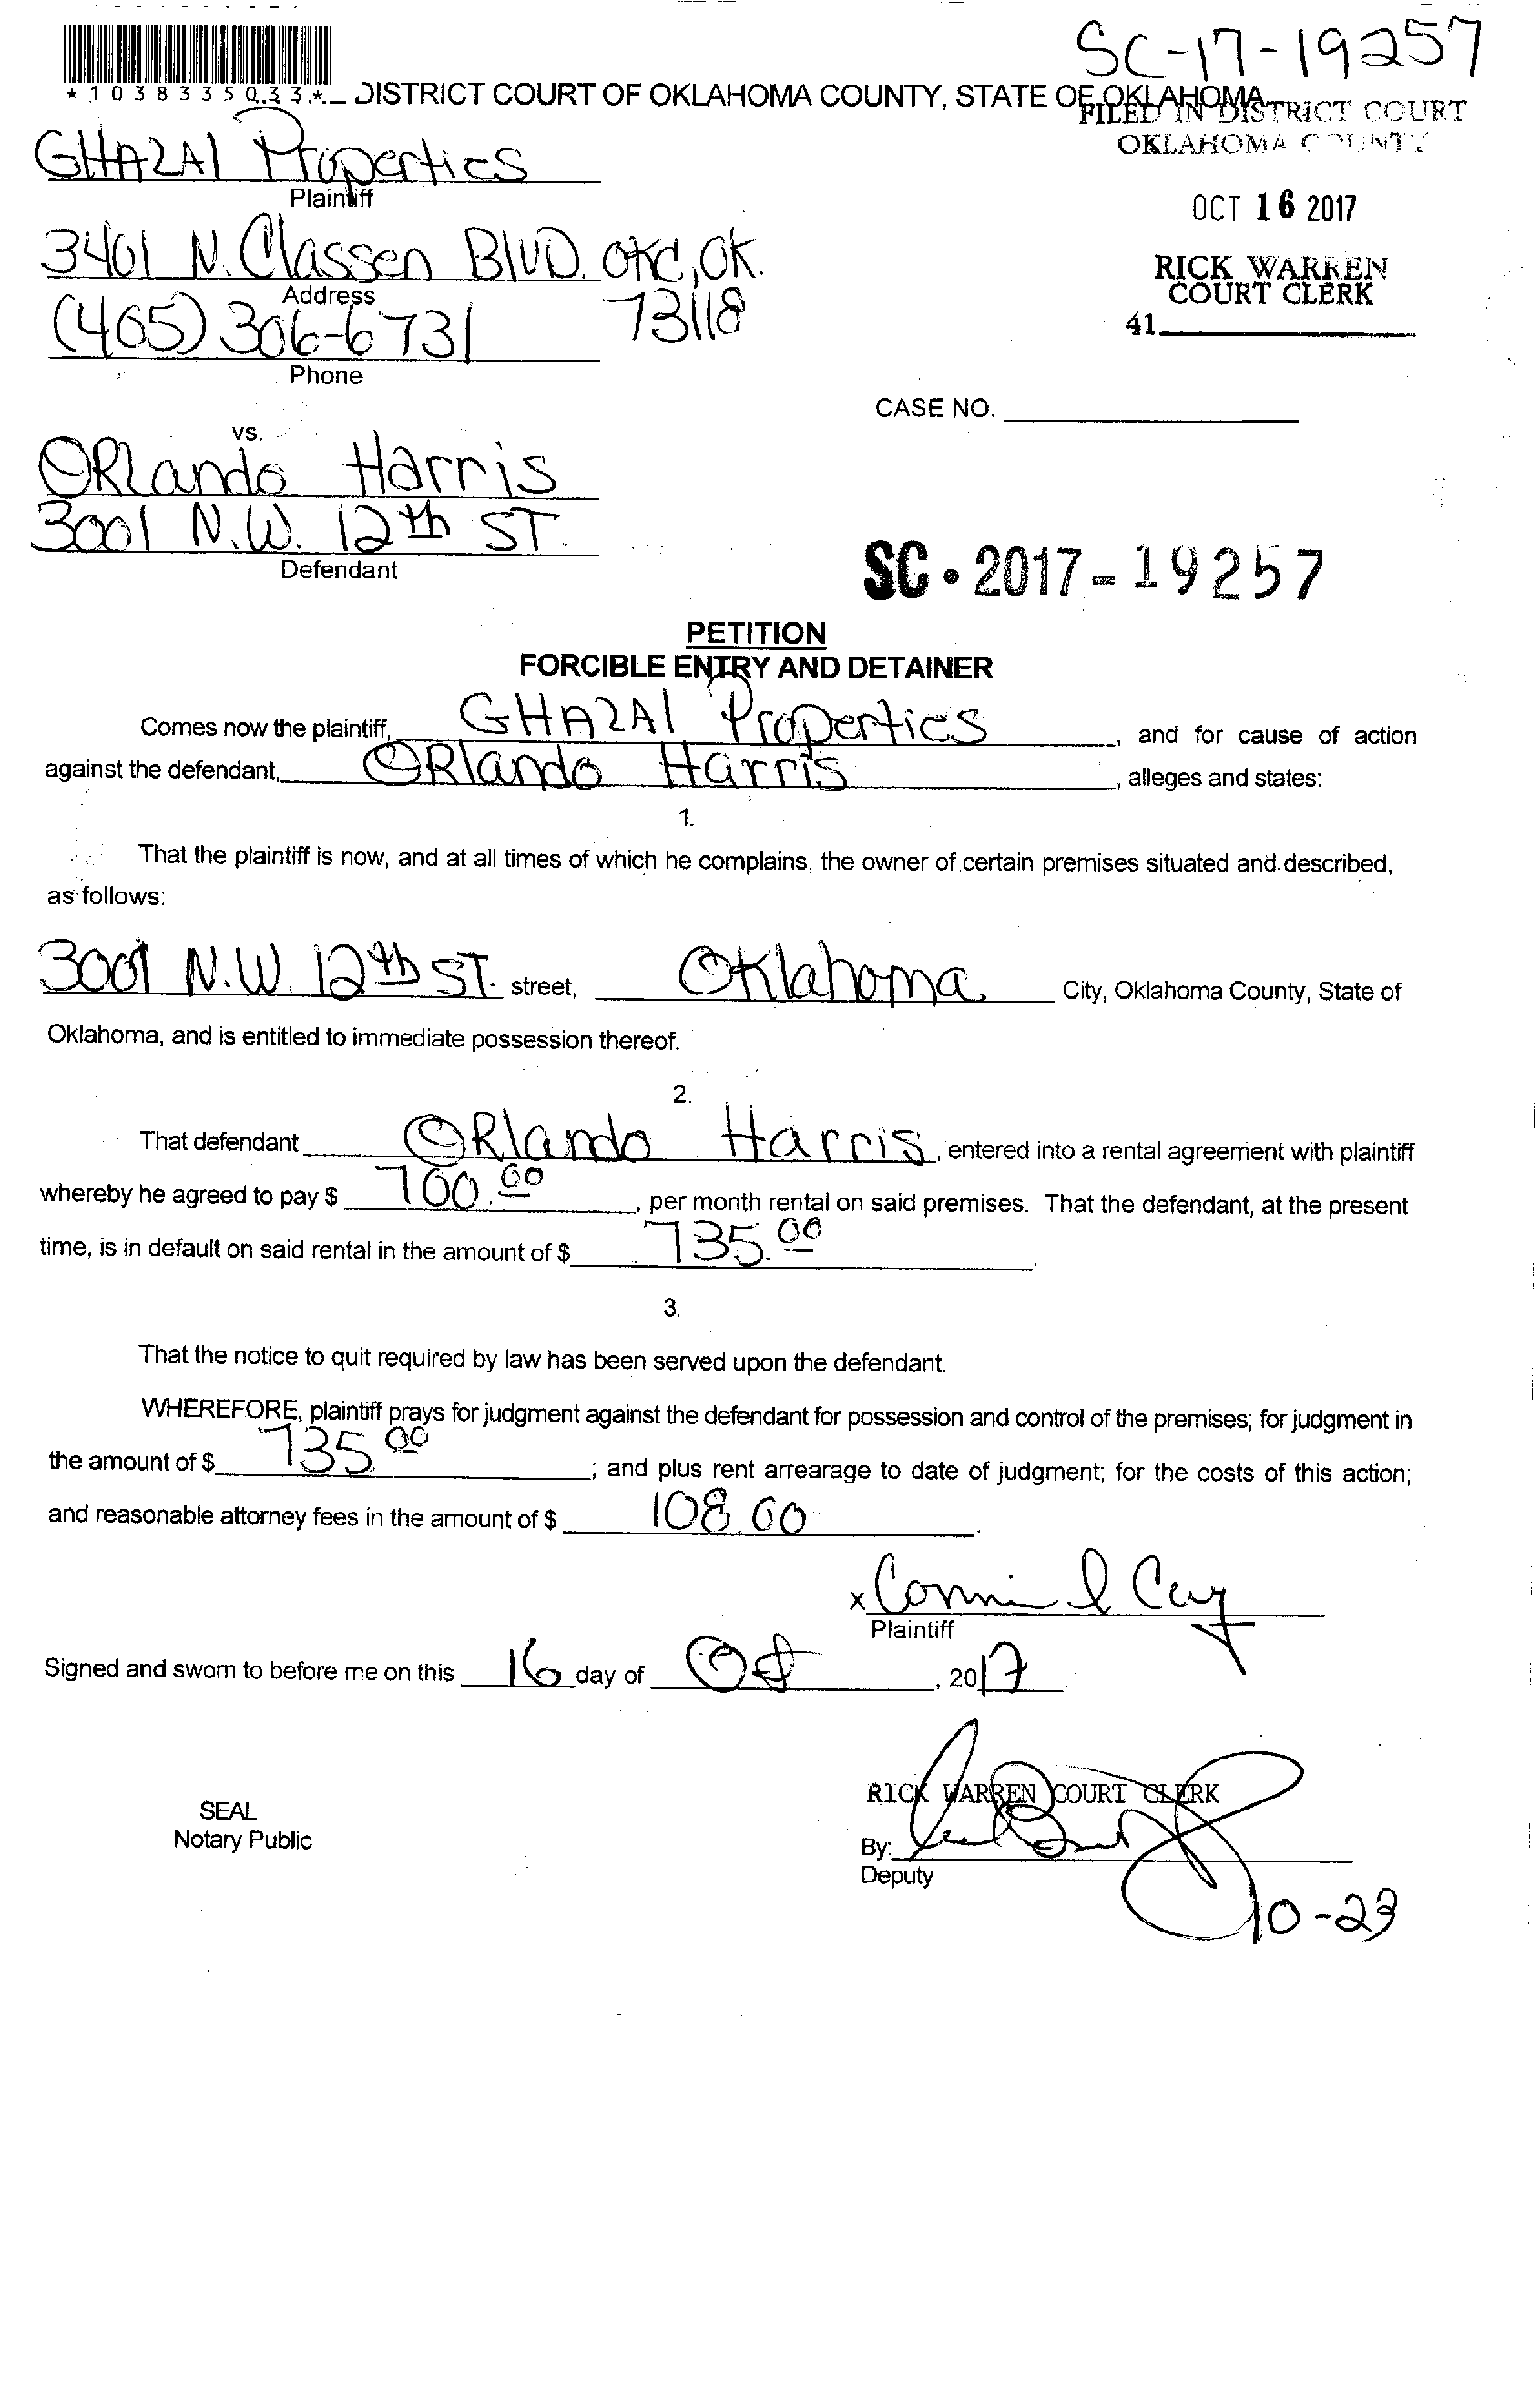 SC-17-19257
*1038335033*
DISTRICT COURT OF OKLAHOMA COUNTY, STATE OF OKLAHOMA
FILED IN DISTRICT COURT
OKLAHOMA COUNTY
GHAZAl Properties
Plaintiff
OCT 16 2017
3401 N. Classen BlVD. OKC, OK.
73118
Address
RICK WARREN
COURT CLERK
41
(405) 306-6731
Phone
CASE NO.
vs.
ORlando Harris
3001 N.W. 12th ST.
Defendant
SC-2017-19257
PETITION
FORCIBLE ENTRY AND DETAINER
Comes now the plaintiff, GHAZAl Properties, and for cause of action
against the defendant, ORlando Harris, alleges and states:
1.
That the plaintiff is now, and at all times of which he complains, the owner of certain premises situated and described,
as follows:
3001 N.W. 12th ST. street, OKlahoma City, Oklahoma County, State of
Oklahoma, and is entitled to immediate possession thereof.
2.
That defendant ORlando Harris, entered into a rental agreement with plaintiff
whereby he agreed to pay $ 700.00, per month rental on said premises. That the defendant, at the present
time, is in default on said rental in the amount of $ 735.00.
3.
That the notice to quit required by law has been served upon the defendant.
WHEREFORE, plaintiff prays for judgment against the defendant for possession and control of the premises; for judgment in
the amount of $ 735.00; and plus rent arrearage to date of judgment; for the costs of this action;
and reasonable attorney fees in the amount of $ 108.00.
x
Plaintiff
Signed and sworn to before me on this 16 day of Oct, 2017.
RICK WARREN COURT CLERK
SEAL
Notary Public
By:
Deputy
10-23